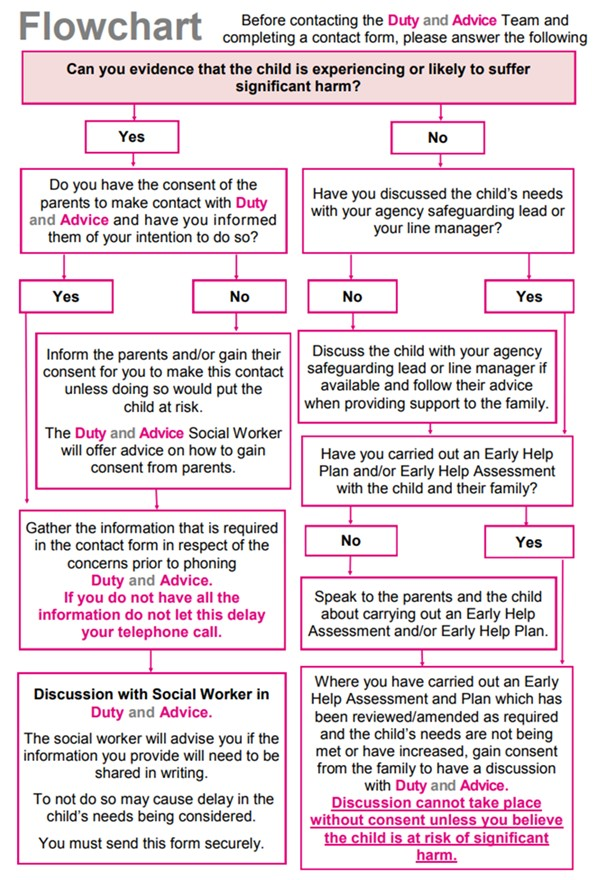 Flowchart
Before contacting the Duty and Advice Team and
completing a contact form, please answer the following
Can you evidence that the child is experiencing or likely to suffer
significant harm?
Yes
No
Do you have the consent of the
parents to make contact with Duty
and Advice and have you informed
them of your intention to do so?
Have you discussed the child's needs
with your agency safeguarding lead or
your line manager?
Yes
No
No
Yes
Inform the parents and/or gain their
consent for you to make this contact
unless doing so would put the
child at risk.
The Duty and Advice Social Worker
will offer advice on how to gain
consent from parents.
Discuss the child with your agency
safeguarding lead or line manager if
available and follow their advice
when providing support to the family.
Have you carried out an Early Help
Plan and/or Early Help Assessment
with the child and their family?
Gather the information that is required
in the contact form in respect of the
concerns prior to phoning
Duty and Advice.
If you do not have all the
information do not let this delay
your telephone call.
No
Yes
Speak to the parents and the child
about carrying out an Early Help
Assessment and/or Early Help Plan.
Discussion with Social Worker in
Duty and Advice.
The social worker will advise you if the
information you provide will need to be
shared in writing.
To not do so may cause delay in the
child's needs being considered.
You must send this form securely.
Where you have carried out an Early
Help Assessment and Plan which has
been reviewed/amended as required
and the child's needs are not being
met or have increased, gain consent
from the family to have a discussion
with Duty and Advice.
Discussion cannot take place
without consent unless you believe
the child is at risk of significant
harm.